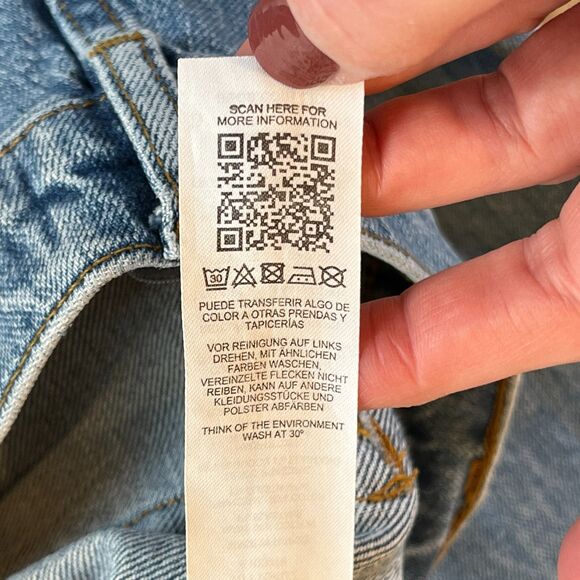 SCAN HERE FOR
MORE INFORMATION
30
PUEDE TRANSFERIR ALGO DE
COLOR A OTRAS PRENDAS Y
TAPICERÍAS
VOR REINIGUNG AUF LINKS
DREHEN, MIT ÄHNLICHEN
FARBEN WASCHEN,
VEREINZELTE FLECKEN NICHT
REIBEN, KANN AUF ANDERE
KLEIDUNGSSTÜCKE UND
POLSTER ABFÄRBEN
THINK OF THE ENVIRONMENT
WASH AT 30º